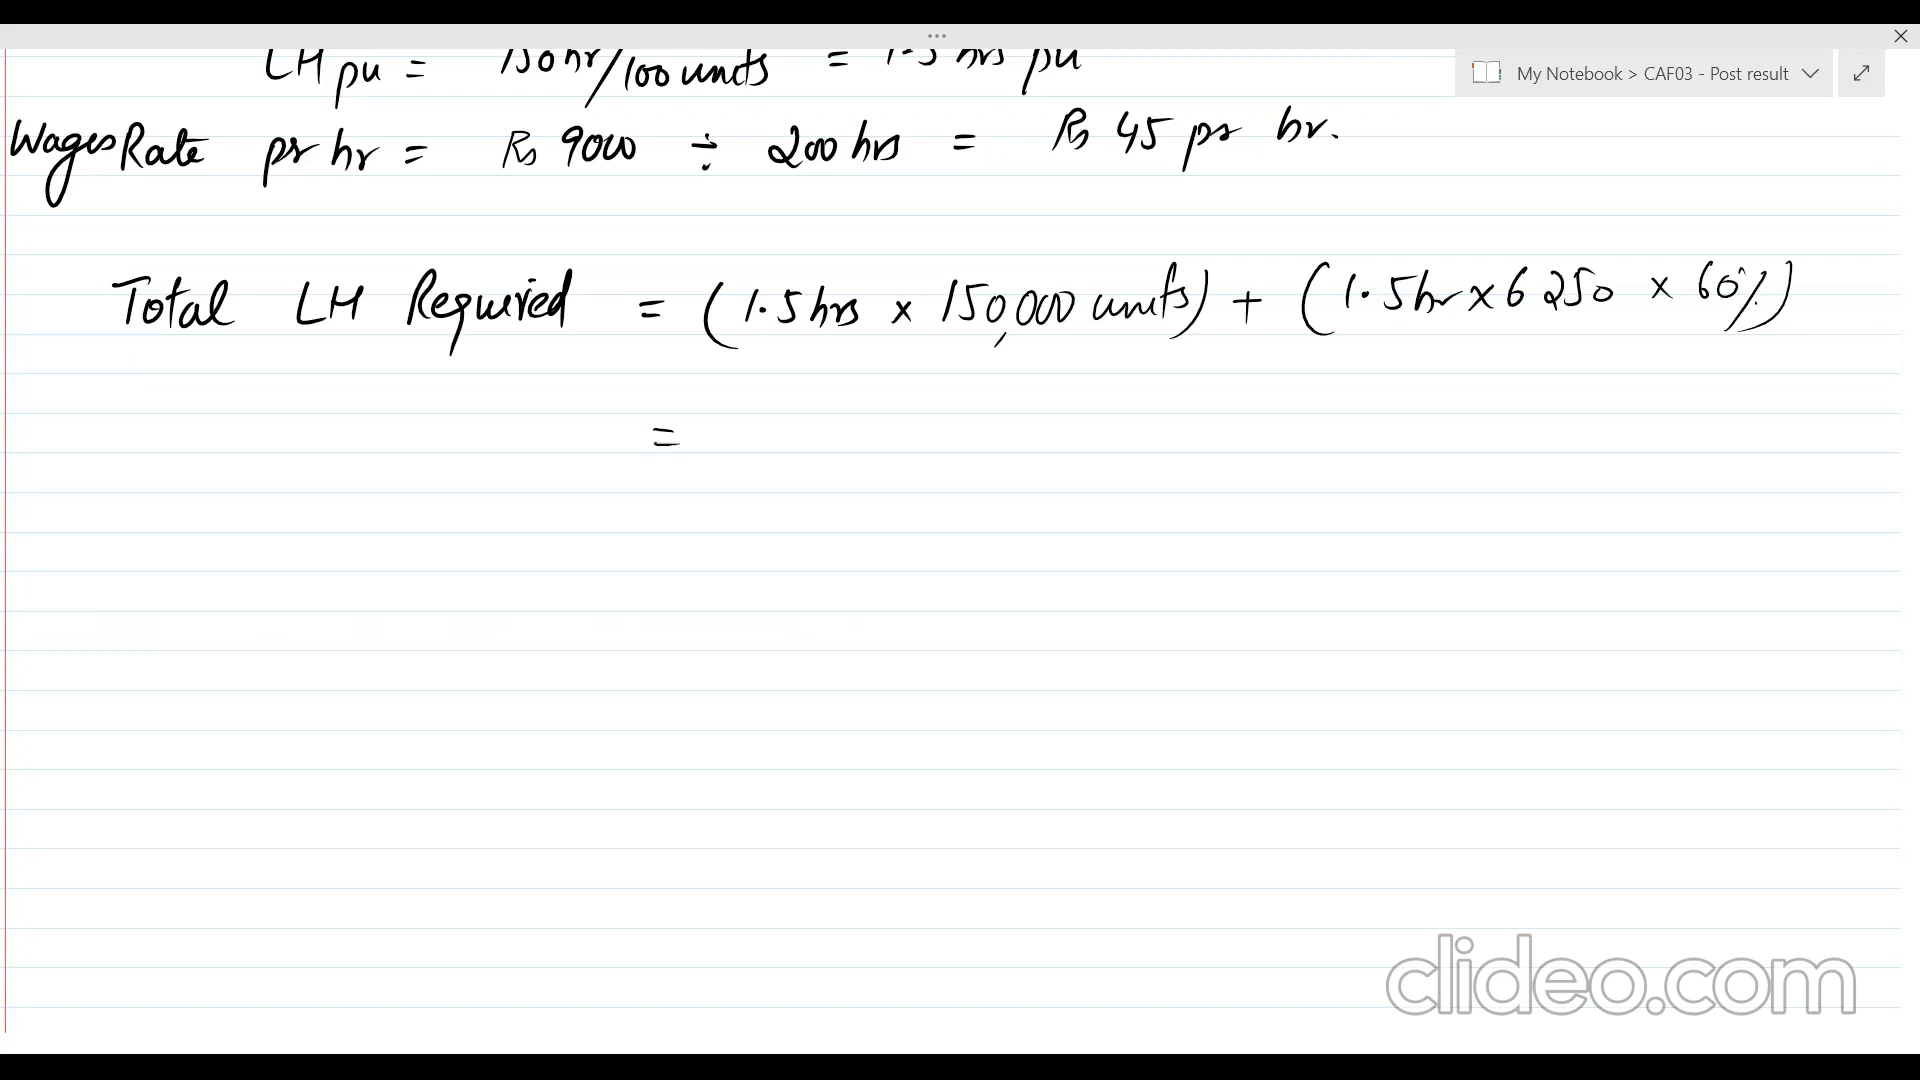 LH pu = 150 hr/100 units = 1.5 hrs pu
My Notebook > CAF03 - Post result
Wages Rate pr hr = Rs 9000 ÷ 200 hrs = Rs 45 pr hr.
Total LH Required = (1.5 hrs × 150,000 units) + (1.5 hr × 6250 × 60%)
=
clideo.com